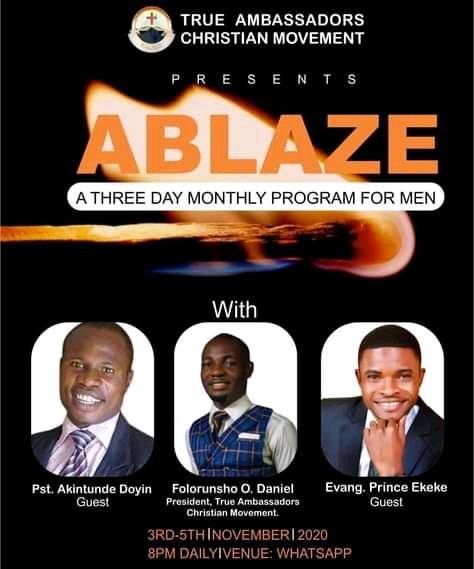 TRUE AMBASSADORS
CHRISTIAN MOVEMENT
PRESENTS
ABLAZE
A THREE DAY MONTHLY PROGRAM FOR MEN
With
Pst. Akintunde Doyin
Guest
Folorunsho O. Daniel
President, True Ambassadors
Christian Movement.
Evang. Prince Ekeke
Guest
3RD-5TH|NOVEMBER|2020
8PM DAILY|VENUE: WHATSAPP